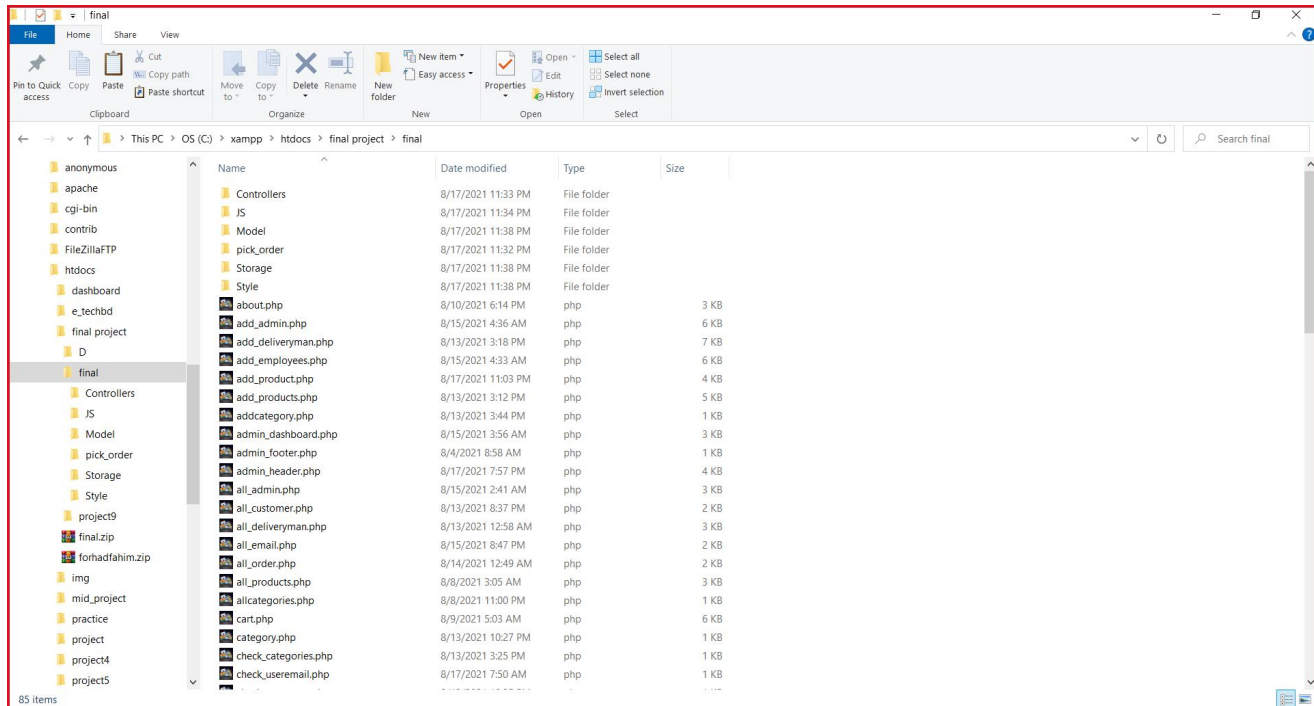 final
File Home Share View
Pin to Quick access
Copy
Paste
Cut
Copy path
Paste shortcut
Clipboard
Move to
Copy to
Delete
Rename
Organize
New folder
New item
Easy access
New
Properties
Open
Edit
History
Open
Select all
Select none
Invert selection
Select
This PC > OS (C:) > xampp > htdocs > final project > final
Search final
anonymous
apache
cgi-bin
contrib
FileZillaFTP
htdocs
dashboard
e_techbd
final project
D
final
Controllers
JS
Model
pick_order
Storage
Style
project9
final.zip
forhadfahim.zip
img
mid_project
practice
project
project4
project5
Name Date modified Type Size
Controllers 8/17/2021 11:33 PM File folder
JS 8/17/2021 11:34 PM File folder
Model 8/17/2021 11:38 PM File folder
pick_order 8/17/2021 11:32 PM File folder
Storage 8/17/2021 11:38 PM File folder
Style 8/17/2021 11:38 PM File folder
about.php 8/10/2021 6:14 PM php 3 KB
add_admin.php 8/15/2021 4:36 AM php 6 KB
add_deliveryman.php 8/13/2021 3:18 PM php 7 KB
add_employees.php 8/15/2021 4:33 AM php 6 KB
add_product.php 8/17/2021 11:03 PM php 4 KB
add_products.php 8/13/2021 3:12 PM php 5 KB
addcategory.php 8/13/2021 3:44 PM php 1 KB
admin_dashboard.php 8/15/2021 3:56 AM php 3 KB
admin_footer.php 8/4/2021 8:58 AM php 1 KB
admin_header.php 8/17/2021 7:57 PM php 4 KB
all_admin.php 8/15/2021 2:41 AM php 3 KB
all_customer.php 8/13/2021 8:37 PM php 2 KB
all_deliveryman.php 8/13/2021 12:58 AM php 3 KB
all_email.php 8/15/2021 8:47 PM php 2 KB
all_order.php 8/14/2021 12:49 AM php 2 KB
all_products.php 8/8/2021 3:05 AM php 3 KB
allcategories.php 8/8/2021 11:00 PM php 1 KB
cart.php 8/9/2021 5:03 AM php 6 KB
category.php 8/13/2021 10:27 PM php 1 KB
check_categories.php 8/13/2021 3:25 PM php 1 KB
check_useremail.php 8/17/2021 7:50 AM php 1 KB
85 items